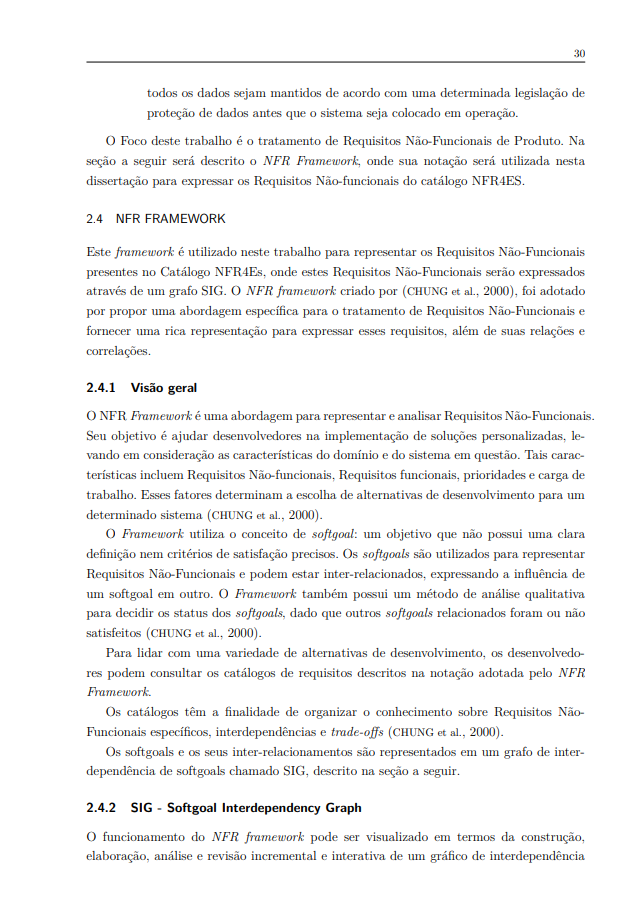 30
todos os dados sejam mantidos de acordo com uma determinada legislação de
proteção de dados antes que o sistema seja colocado em operação.
O Foco deste trabalho é o tratamento de Requisitos Não-Funcionais de Produto. Na
seção a seguir será descrito o NFR Framework, onde sua notação será utilizada nesta
dissertação para expressar os Requisitos Não-funcionais do catálogo NFR4ES.
2.4 NFR FRAMEWORK
Este framework é utilizado neste trabalho para representar os Requisitos Não-Funcionais
presentes no Catálogo NFR4Es, onde estes Requisitos Não-Funcionais serão expressados
através de um grafo SIG. O NFR framework criado por (CHUNG et al., 2000), foi adotado
por propor uma abordagem específica para o tratamento de Requisitos Não-Funcionais e
fornecer uma rica representação para expressar esses requisitos, além de suas relações e
correlações.
2.4.1 Visão geral
O NFR Framework é uma abordagem para representar e analisar Requisitos Não-Funcionais.
Seu objetivo é ajudar desenvolvedores na implementação de soluções personalizadas, le-
vando em consideração as características do domínio e do sistema em questão. Tais carac-
terísticas incluem Requisitos Não-funcionais, Requisitos funcionais, prioridades e carga de
trabalho. Esses fatores determinam a escolha de alternativas de desenvolvimento para um
determinado sistema (CHUNG et al., 2000).
O Framework utiliza o conceito de softgoal: um objetivo que não possui uma clara
definição nem critérios de satisfação precisos. Os softgoals são utilizados para representar
Requisitos Não-Funcionais e podem estar inter-relacionados, expressando a influência de
um softgoal em outro. O Framework também possui um método de análise qualitativa
para decidir os status dos softgoals, dado que outros softgoals relacionados foram ou não
satisfeitos (CHUNG et al., 2000).
Para lidar com uma variedade de alternativas de desenvolvimento, os desenvolvedo-
res podem consultar os catálogos de requisitos descritos na notação adotada pelo NFR
Framework.
Os catálogos têm a finalidade de organizar o conhecimento sobre Requisitos Não-
Funcionais específicos, interdependências e trade-offs (CHUNG et al., 2000).
Os softgoals e os seus inter-relacionamentos são representados em um grafo de inter-
dependência de softgoals chamado SIG, descrito na seção a seguir.
2.4.2 SIG - Softgoal Interdependency Graph
O funcionamento do NFR framework pode ser visualizado em termos da construção,
elaboração, análise e revisão incremental e interativa de um gráfico de interdependência